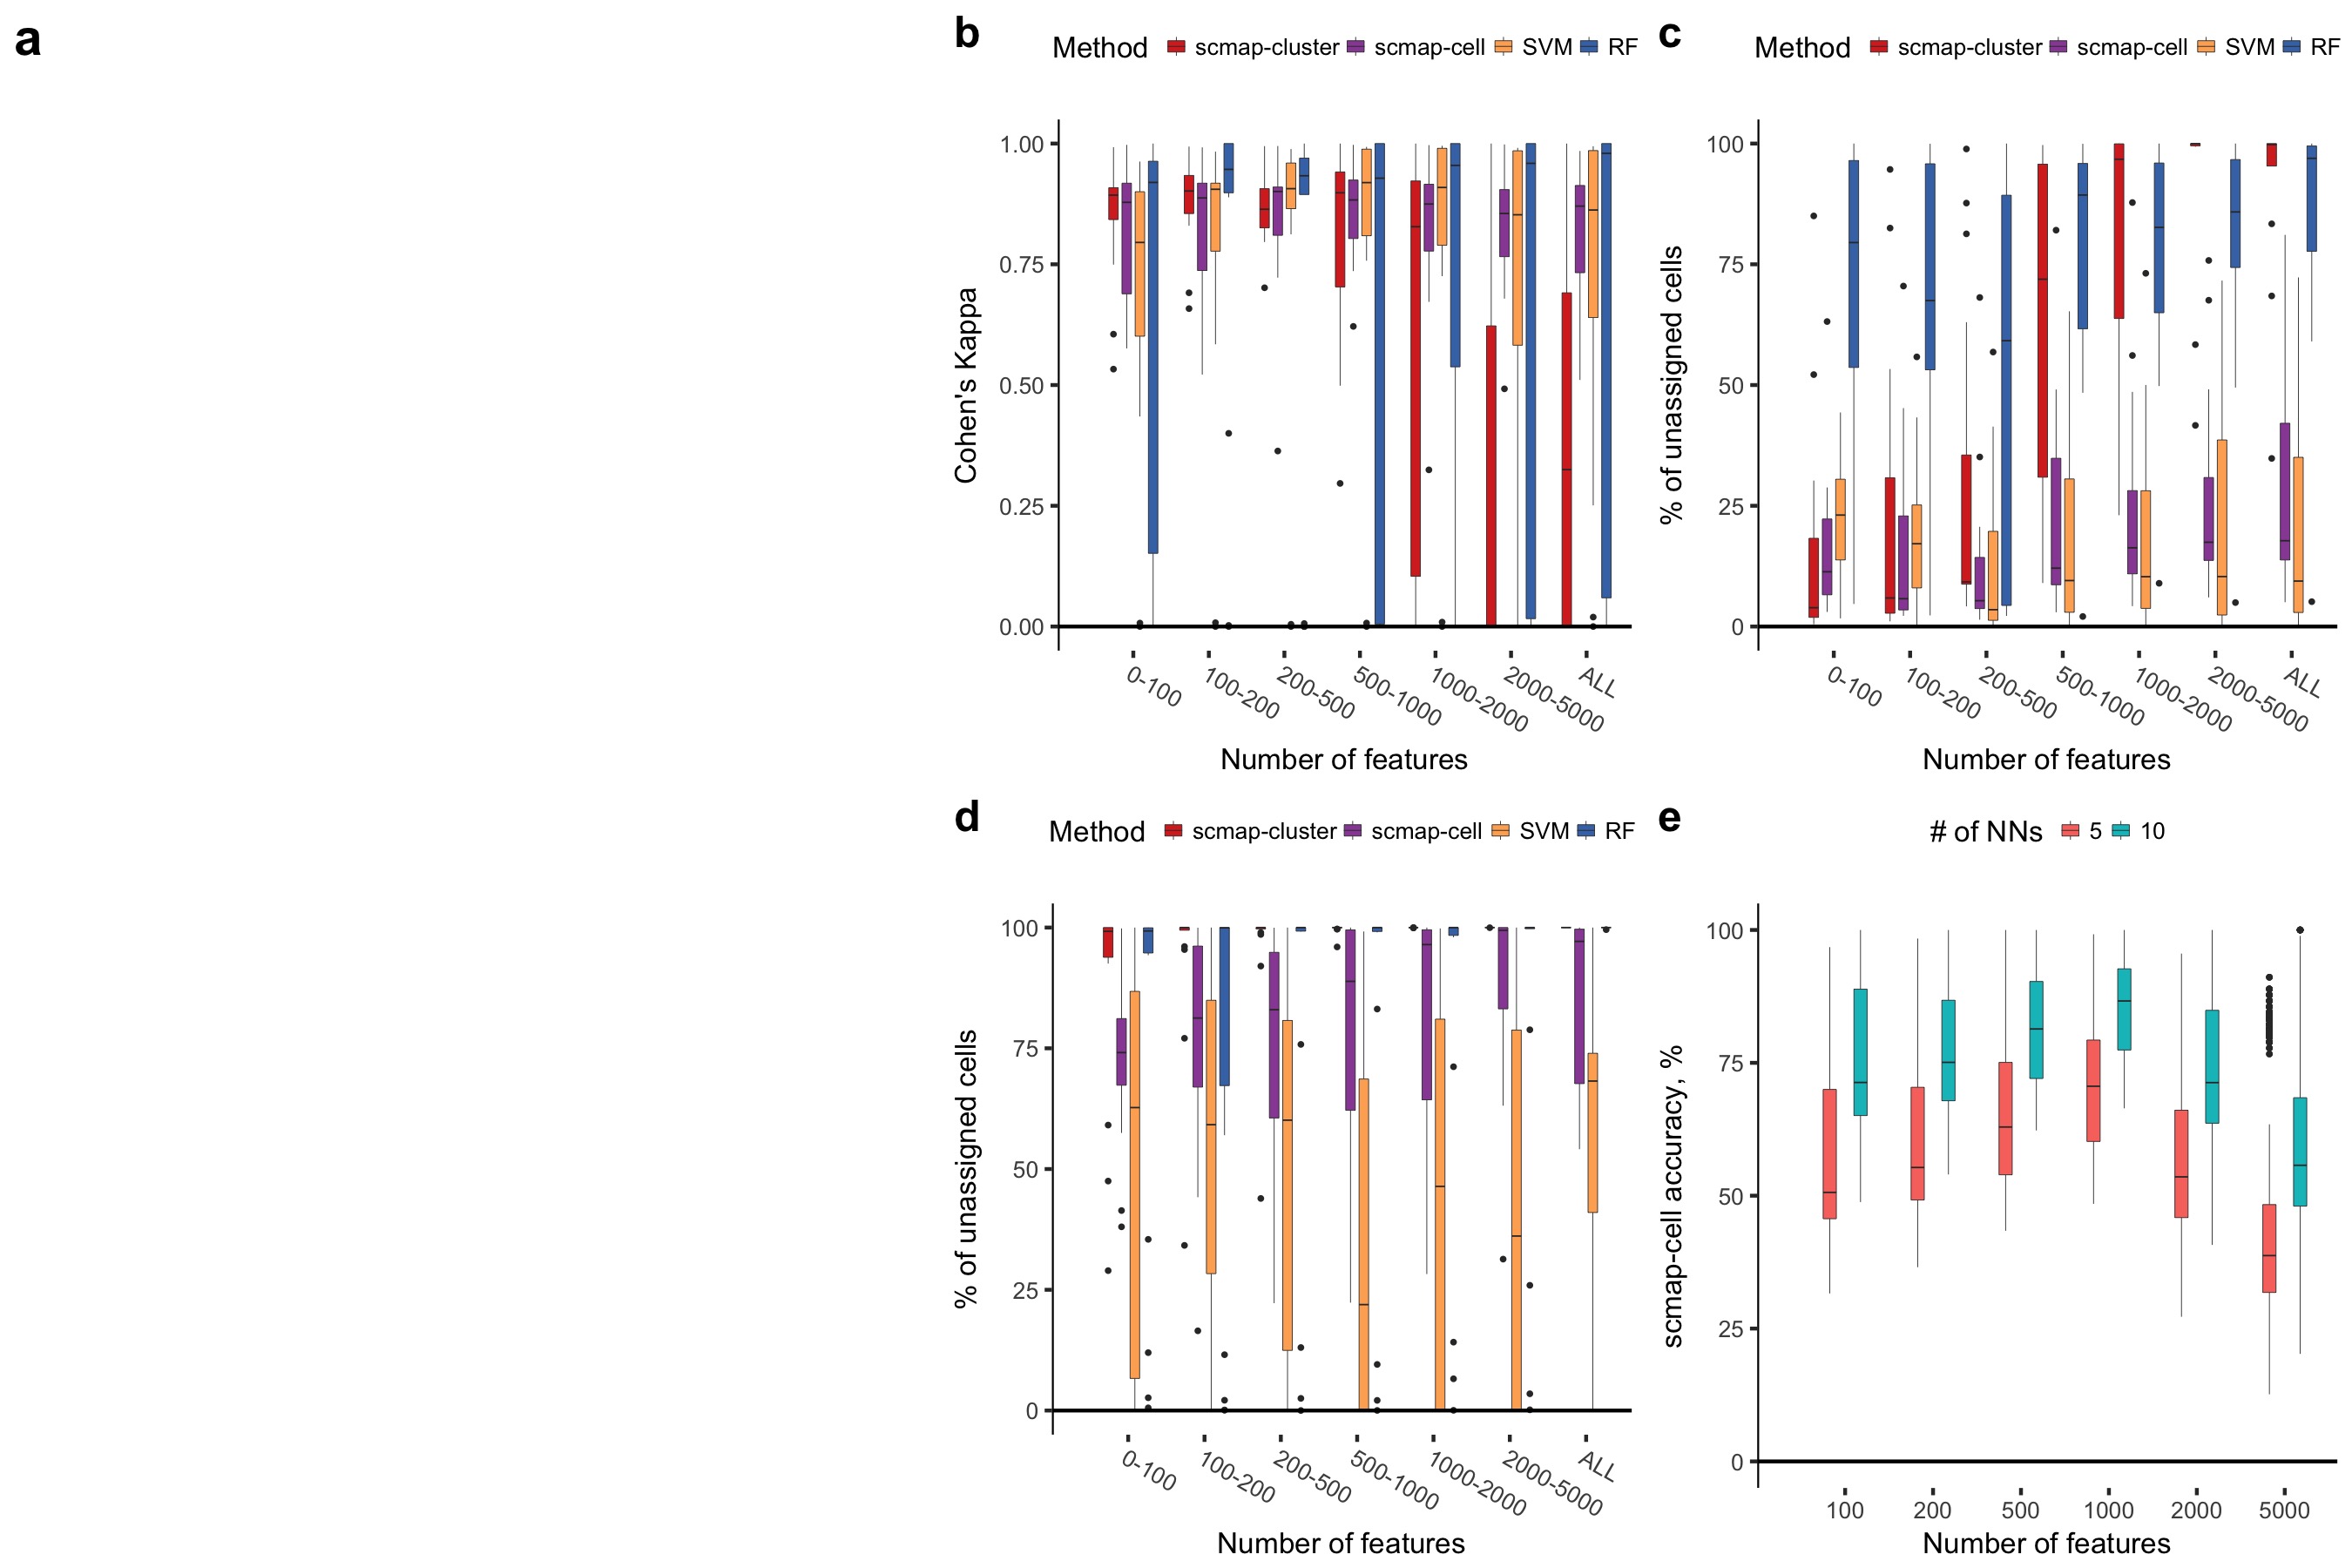 a
b
Method scmap-cluster scmap-cell SVM RF
1.00
0.75
0.50
0.25
0.00
Cohen's Kappa
0-100 100-200 200-500 500-1000 1000-2000 2000-5000 ALL
Number of features
c
Method scmap-cluster scmap-cell SVM RF
100
75
50
25
0
% of unassigned cells
0-100 100-200 200-500 500-1000 1000-2000 2000-5000 ALL
Number of features
d
Method scmap-cluster scmap-cell SVM RF
100
75
50
25
0
% of unassigned cells
0-100 100-200 200-500 500-1000 1000-2000 2000-5000 ALL
Number of features
e
# of NNs 5 10
100
75
50
25
0
scmap-cell accuracy, %
100 200 500 1000 2000 5000
Number of features